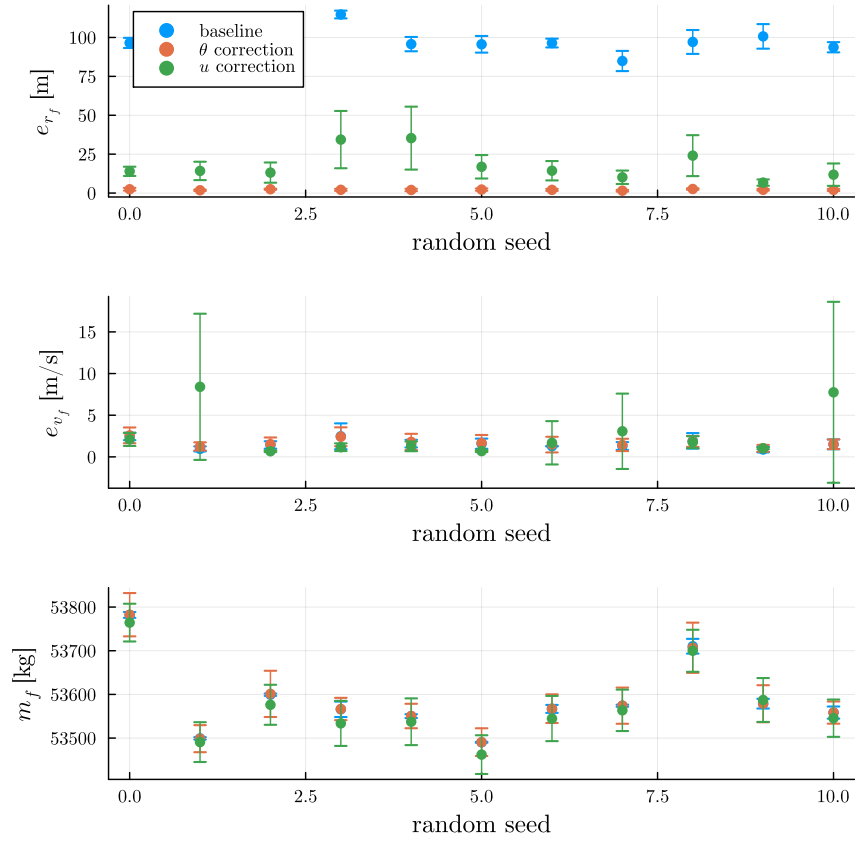 baseline
θ correction
u correction
100
75
50
25
0
e_{r_f} [m]
0.0 2.5 5.0 7.5 10.0
random seed
15
10
5
0
e_{v_f} [m/s]
0.0 2.5 5.0 7.5 10.0
random seed
53800
53700
53600
53500
m_f [kg]
0.0 2.5 5.0 7.5 10.0
random seed